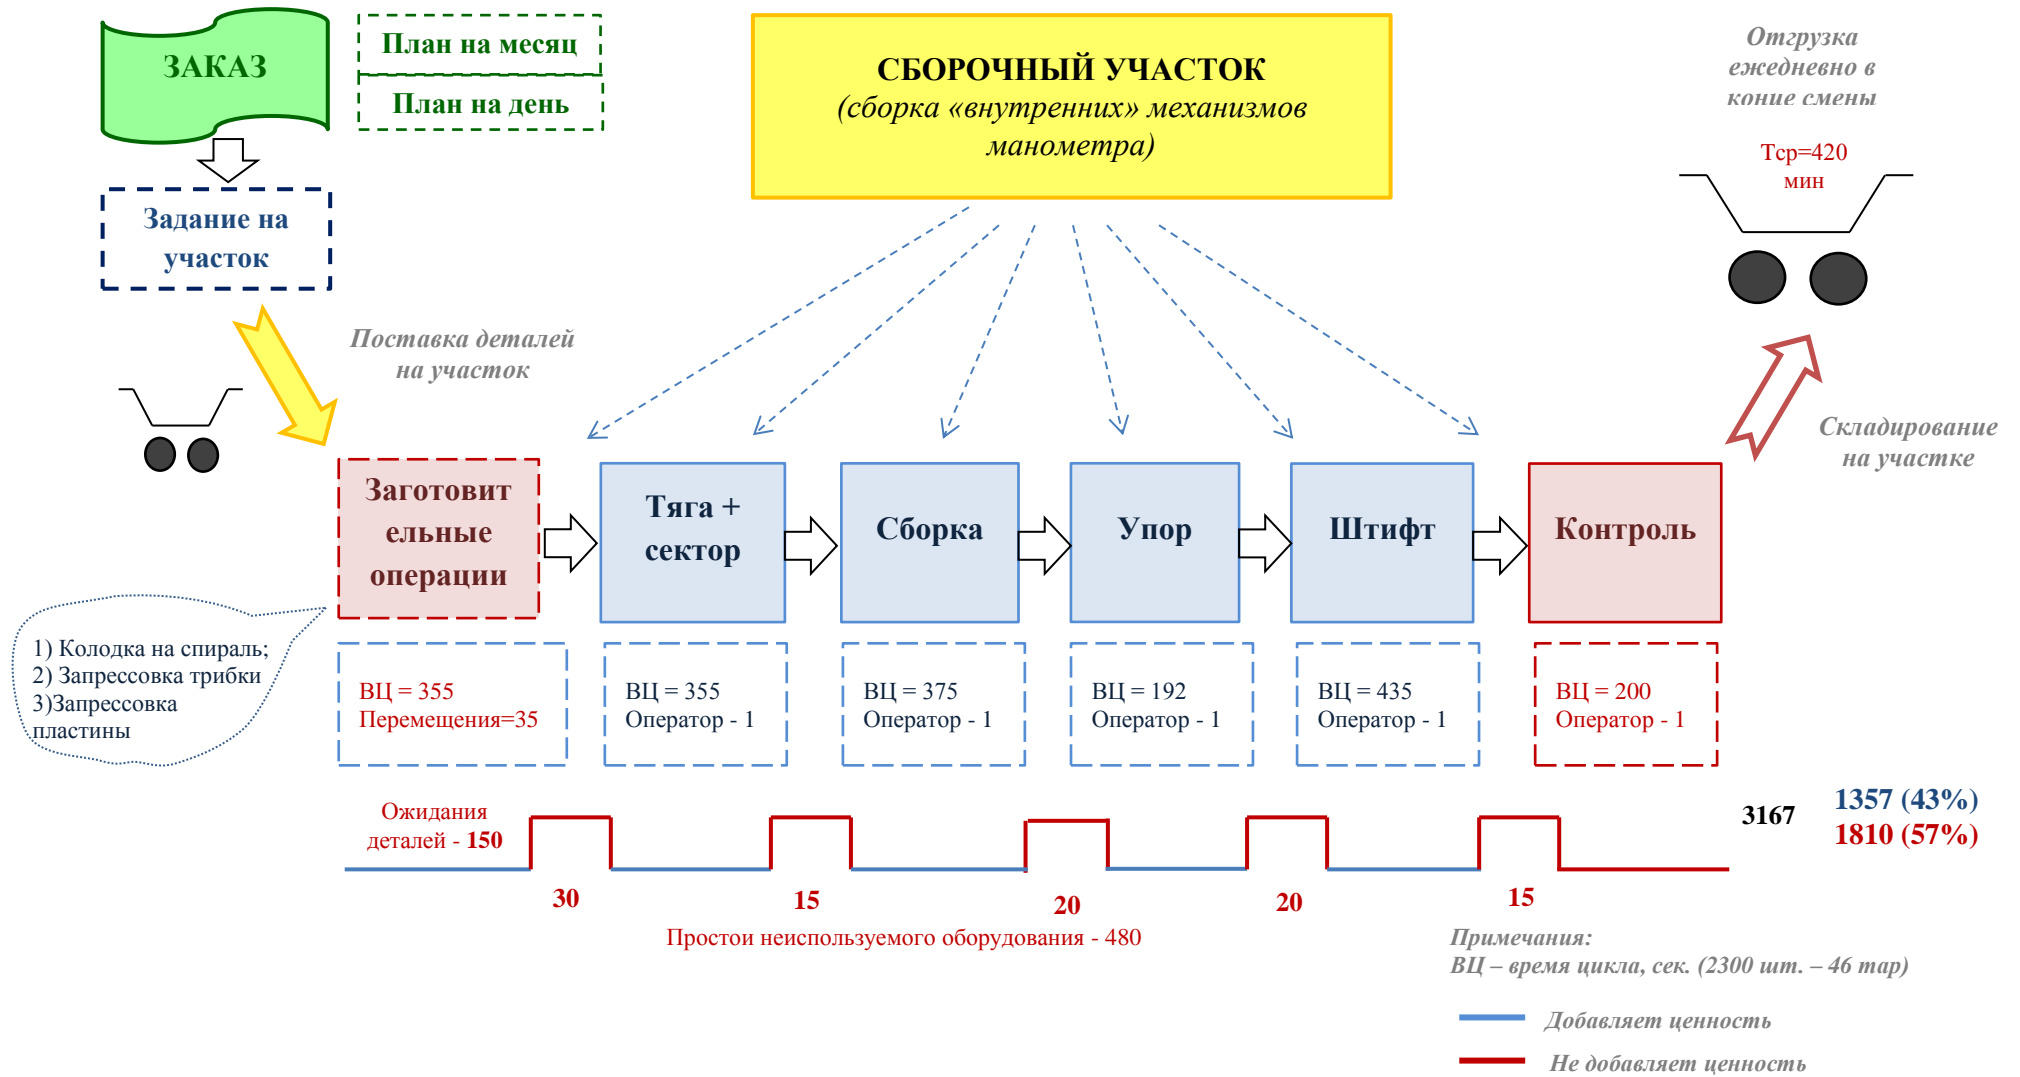 ЗАКАЗ
План на месяц
План на день
СБОРОЧНЫЙ УЧАСТОК
(сборка «внутренних» механизмов
манометра)
Отгрузка
ежедневно в
конце смены
Тср=420
мин
Задание на
участок
Поставка деталей
на участок
Складирование
на участке
Заготовит
ельные
операции
Тяга +
сектор
Сборка
Упор
Штифт
Контроль
1) Колодка на спираль;
2) Запрессовка трибки
3)Запрессовка
пластины
ВЦ = 355
Перемещения=35
ВЦ = 355
Оператор - 1
ВЦ = 375
Оператор - 1
ВЦ = 192
Оператор - 1
ВЦ = 435
Оператор - 1
ВЦ = 200
Оператор - 1
Ожидания
деталей - 150
3167
1357 (43%)
1810 (57%)
30
15
20
20
15
Простои неиспользуемого оборудования - 480
Примечания:
ВЦ – время цикла, сек. (2300 шт. – 46 тар)
Добавляет ценность
Не добавляет ценность